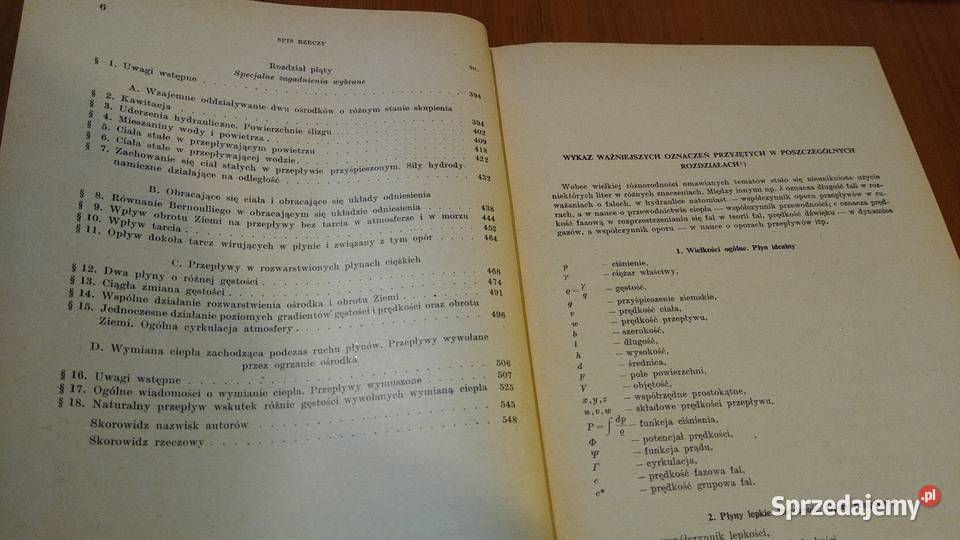 6
SPIS RZECZY
Rozdział piąty
Specjalne zagadnienia wybrane
§ 1. Uwagi wstępne . . . . . . . . . . 394
A. Wzajemne oddziaływanie dwu ośrodków o różnym stanie skupienia
§ 2. Kawitacja . . . . . . . . . . 394
§ 3. Uderzenia hydrauliczne. Powierzchnie ślizgu . . . . . 402
§ 4. Mieszaniny wody i powietrza . . . . . . . 409
§ 5. Ciała stałe w przepływającym powietrzu . . . . . 418
§ 6. Ciała stałe w przepływającej wodzie . . . . . . 422
§ 7. Zachowanie się ciał stałych w przepływie przyśpieszonym. Siły hydrody-
namiczne działające na odległość . . . . . . 432
B. Obracające się ciała i obracające się układy odniesienia
§ 8. Równanie Bernoulliego w obracającym się układzie odniesienia . . 438
§ 9. Wpływ obrotu Ziemi na przepływy bez tarcia w atmosferze i w morzu 444
§ 10. Wpływ tarcia . . . . . . . . . . 452
§ 11. Opływ dokoła tarcz wirujących w płynie i związany z tym opór . . 464
C. Przepływy w rozwarstwionych płynach ciężkich
§ 12. Dwa płyny o różnej gęstości . . . . . . . 468
§ 13. Ciągła zmiana gęstości . . . . . . . . 474
§ 14. Wspólne działanie rozwarstwienia ośrodka i obrotu Ziemi . . . 491
§ 15. Jednoczesne działanie poziomych gradientów gęstości i prędkości oraz obrotu
Ziemi. Ogólna cyrkulacja atmosfery . . . . . . 496
D. Wymiana ciepła zachodząca podczas ruchu płynów. Przepływy wywołane
przez ogrzanie ośrodka
§ 16. Uwagi wstępne . . . . . . . . . . 506
§ 17. Ogólne wiadomości o wymianie ciepła. Przepływy wymuszone . . 507
§ 18. Naturalny przepływ wskutek różnic gęstości wywołanych wymianą ciepła 525
Skorowidz nazwisk autorów . . . . . . . . 545
Skorowidz rzeczowy . . . . . . . . . . 548
WYKAZ WAŻNIEJSZYCH OZNACZEŃ PRZYJĘTYCH W POSZCZEGÓLNYCH
ROZDZIAŁACH¹)
Wobec wielkiej różnorodności omawianych tematów stało się nieuniknione użycie
niektórych liter w różnych znaczeniach. Między innymi np. λ oznacza długość fali w roz-
ważaniach o falach, w hydraulice natomiast — współczynnik oporu przepływów w ru-
rach, a w nauce o przewodnictwie ciepła — współczynnik przewodności; c oznacza pręd-
kość fazową w rozprzestrzenianiu się fal w teorii fal, prędkość dźwięku — w dynamice
gazów, a współczynnik oporu — w nauce o oporach przepływów itp.
1. Wielkości ogólne. Płyn idealny
p — ciśnienie,
γ — ciężar właściwy,
ϱ = γ/g — gęstość,
g — przyśpieszenie ziemskie,
v — prędkość ciała,
w — prędkość przepływu,
b — szerokość,
l — długość,
h — wysokość,
d — średnica,
F — pole powierzchni,
V — objętość,
x, y, z — współrzędne prostokątne,
u, v, w — składowe prędkości przepływu,
P = ∫ dp/ϱ — funkcja ciśnienia,
Φ — potencjał prędkości,
Ψ — funkcja prądu,
Γ — cyrkulacja,
c — prędkość fazowa fal,
c* — prędkość grupowa fal.
2. Płyny
lepkości,
Sprzedajemy.pl